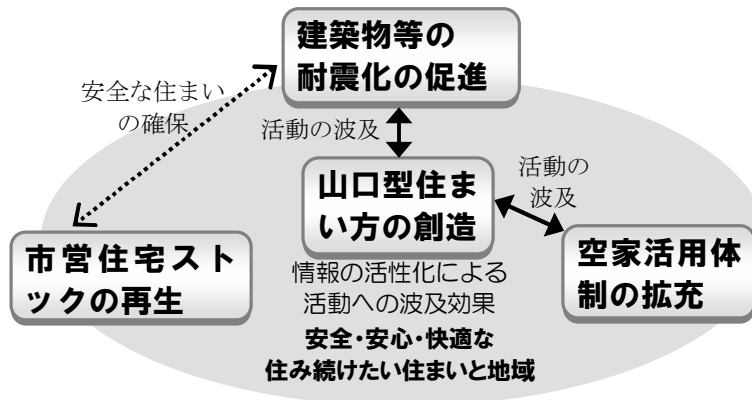 建築物等の
耐震化の促進
安全な住まい
の確保
活動の波及
山口型住ま
い方の創造
活動の
波及
市営住宅スト
ックの再生
空家活用体
制の拡充
情報の活性化による
活動への波及効果
安全・安心・快適な
住み続けたい住まいと地域